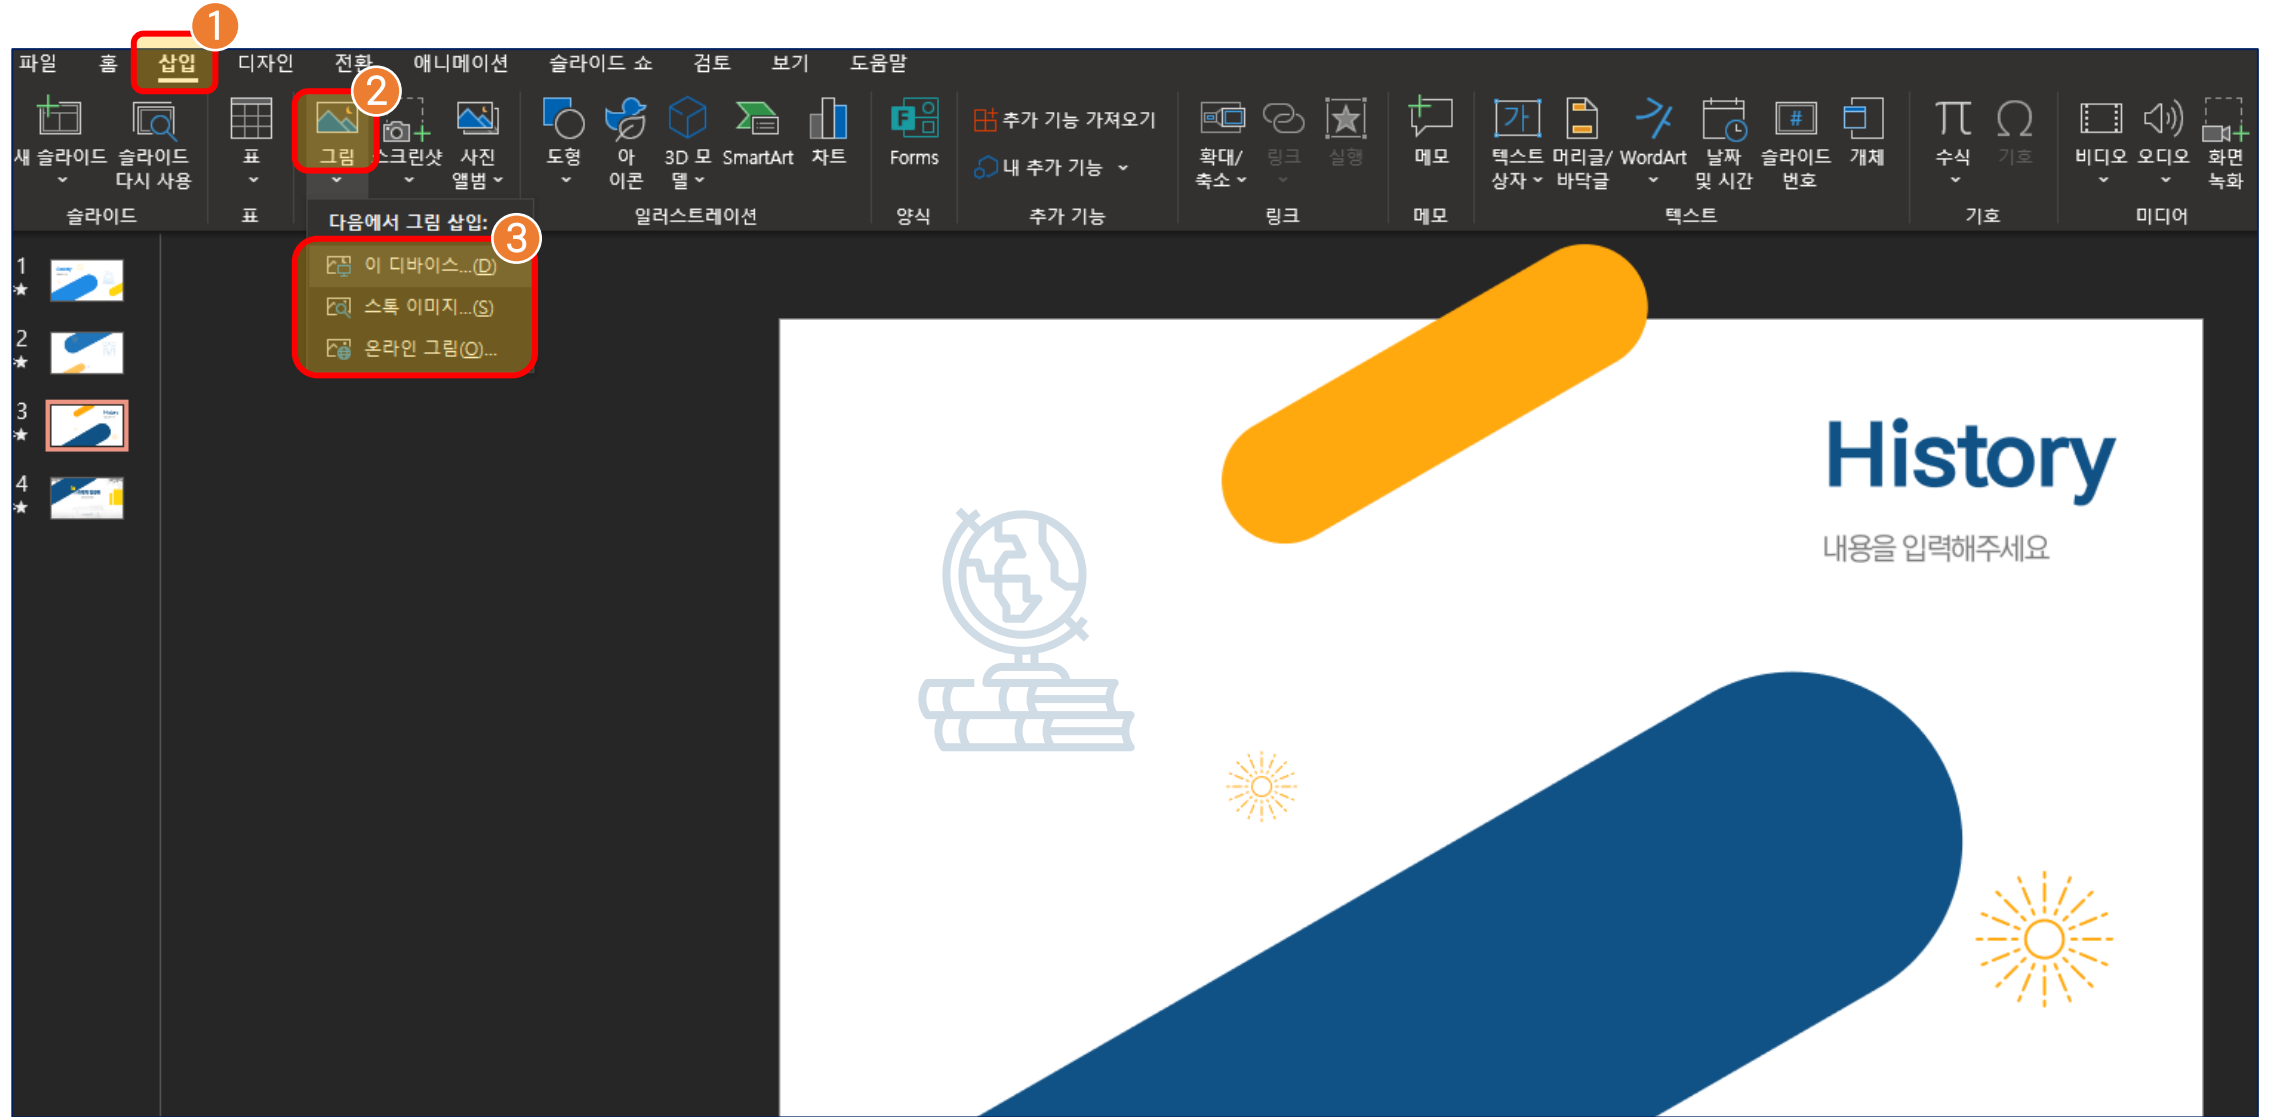 1
파일 홈 삽입 디자인 전환 애니메이션 슬라이드 쇼 검토 보기 도움말
2
새 슬라이드
슬라이드
다시 사용
표
그림
스크린샷
사진
앨범
도형
아
이콘
3D 모
델
SmartArt
차트
Forms
추가 기능 가져오기
내 추가 기능
확대/
축소
링크
실행
메모
텍스트
상자
머리글/
바닥글
WordArt
날짜
및 시간
슬라이드
번호
개체
수식
기호
비디오
오디오
화면
녹화
슬라이드 표 일러스트레이션 양식 추가 기능 링크 메모 텍스트 기호 미디어
다음에서 그림 삽입:
3
이 디바이스...(D)
스톡 이미지...(S)
온라인 그림(O)...
1
2
3
4
History
내용을 입력해주세요